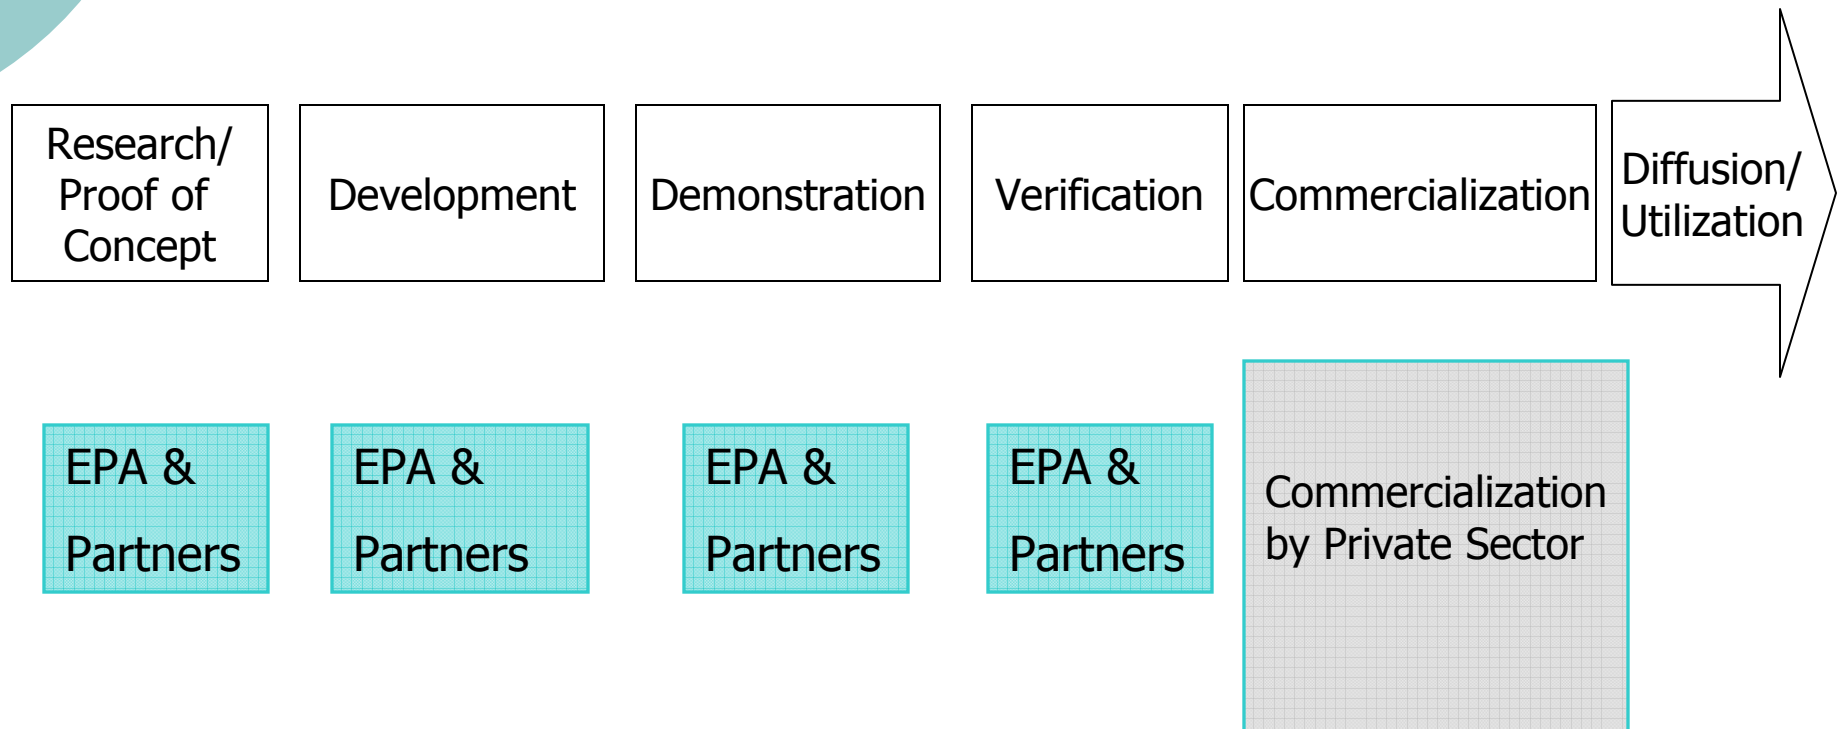 Research/
Proof of
Concept
Development
Demonstration
Verification
Commercialization
Diffusion/
Utilization
EPA &
Partners
EPA &
Partners
EPA &
Partners
EPA &
Partners
Commercialization
by Private Sector